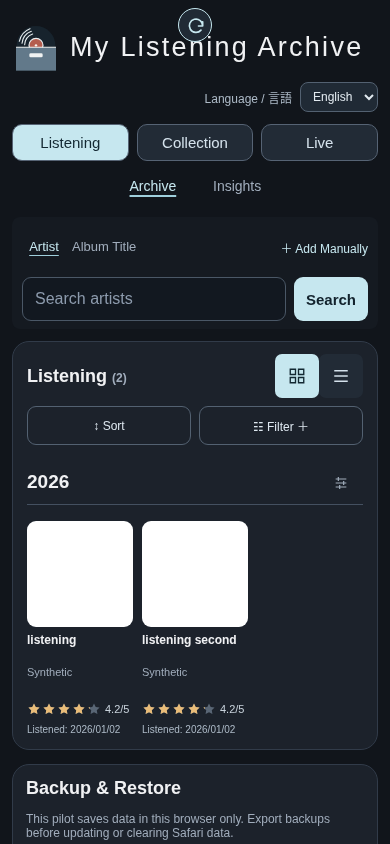 My Listening Archive
Language / 言語 English
Listening Collection Live
Archive Insights
Artist Album Title + Add Manually
Search artists Search
Listening (2)
↕ Sort ☷ Filter +
2026
listening listening second
Synthetic Synthetic
4.2/5 4.2/5
Listened: 2026/01/02 Listened: 2026/01/02
Backup & Restore
This pilot saves data in this browser only. Export backups
before updating or clearing Safari data.